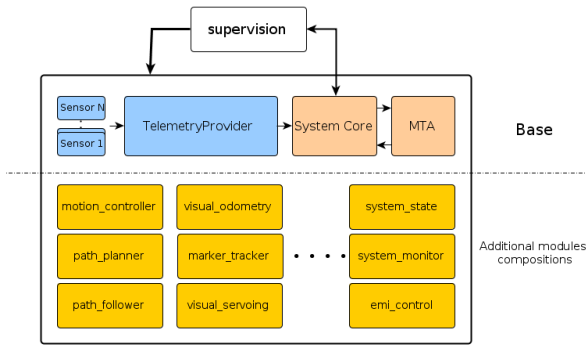 supervision
Sensor N
Sensor 1
TelemetryProvider
System Core
MTA
Base
motion_controller
visual_odometry
system_state
path_planner
marker_tracker
system_monitor
Additional modules
compositions
path_follower
visual_servoing
emi_control